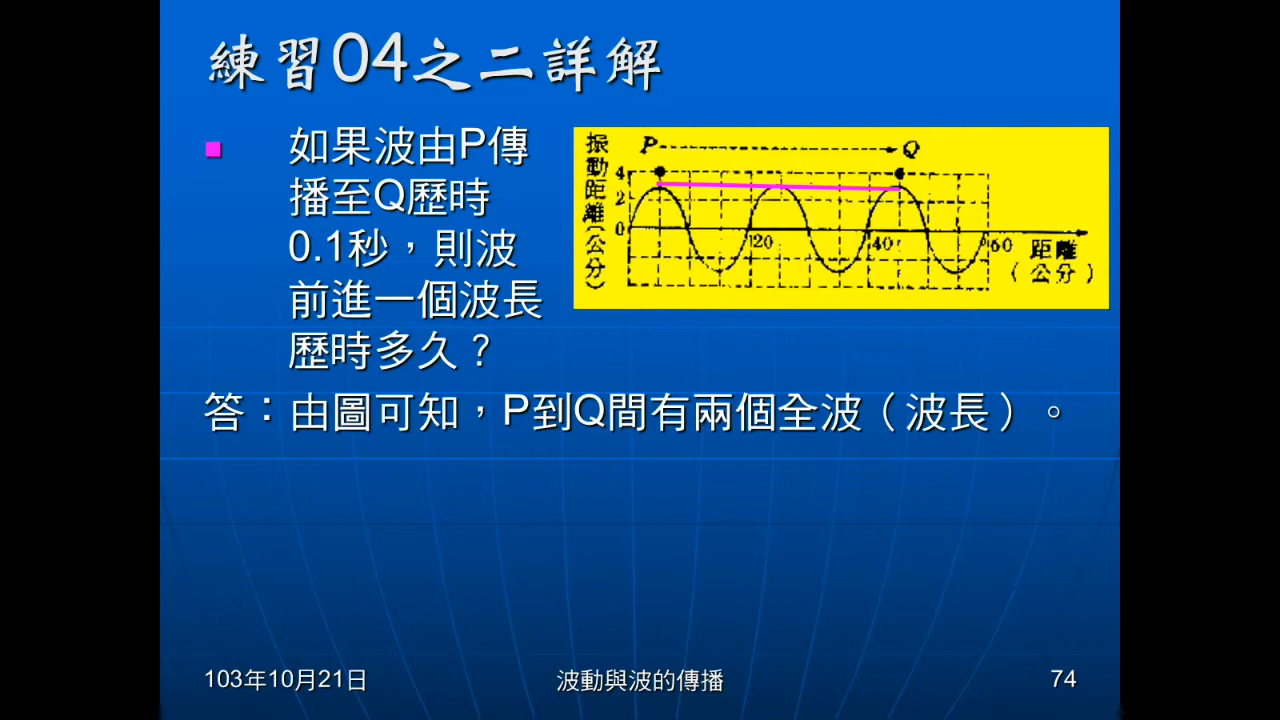 練習04之二詳解
如果波由P傳
播至Q歷時
0.1秒，則波
前進一個波長
歷時多久？
振動距離（公分）
P
Q
4
2
0
20
40
60
距離
（公分）
答：由圖可知，P到Q間有兩個全波（波長）。
103年10月21日
波動與波的傳播
74